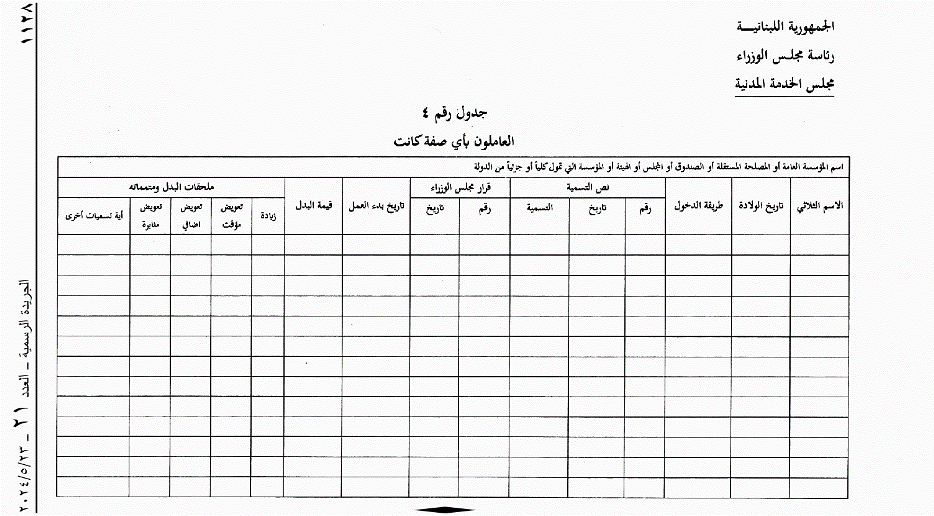 الجمهورية اللبنانيــة
رئاسة مجلس الوزراء
مجلس الخدمة المدنية
جدول رقم ٤
العاملون بأي صفة كانت
اسم المؤسسة العامة أو المصلحة المستقلة أو الصندوق أو المجلس أو الهيئة أو المؤسسة التي تمول كلياً أو جزئياً من الدولة
الاسم الثلاثي تاريخ الولادة طريقة الدخول نص التسمية قرار مجلس الوزراء تاريخ بدء العمل قيمة البدل ملحقات البدل ومتمماته
رقم تاريخ التسمية رقم تاريخ زيادة تعويض مؤقت تعويض اضافي تعويض مثابرة أية تسميات أخرى
١١٢٨
الجريدة الرسمية – العدد ٢١ – ٢٠٢٤/٥/٢٣